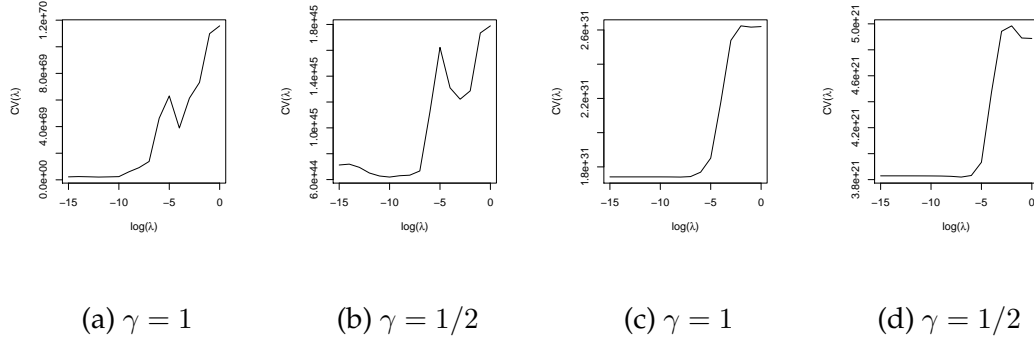 CV(λ)
0.0e+00 4.0e+69 8.0e+69 1.2e+70
−15 −10 −5 0
log(λ)
(a) γ = 1
CV(λ)
6.0e+44 1.0e+45 1.4e+45 1.8e+45
−15 −10 −5 0
log(λ)
(b) γ = 1/2
CV(λ)
1.8e+31 2.2e+31 2.6e+31
−15 −10 −5 0
log(λ)
(c) γ = 1
CV(λ)
3.8e+21 4.2e+21 4.6e+21 5.0e+21
−15 −10 −5 0
log(λ)
(d) γ = 1/2